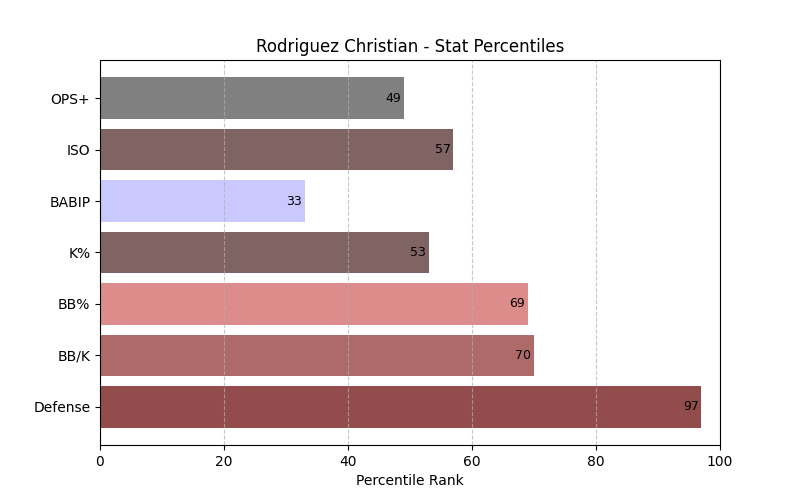 Rodriguez Christian - Stat Percentiles
OPS+ 49
ISO 57
BABIP 33
K% 53
BB% 69
BB/K 70
Defense 97
0 20 40 60 80 100
Percentile Rank